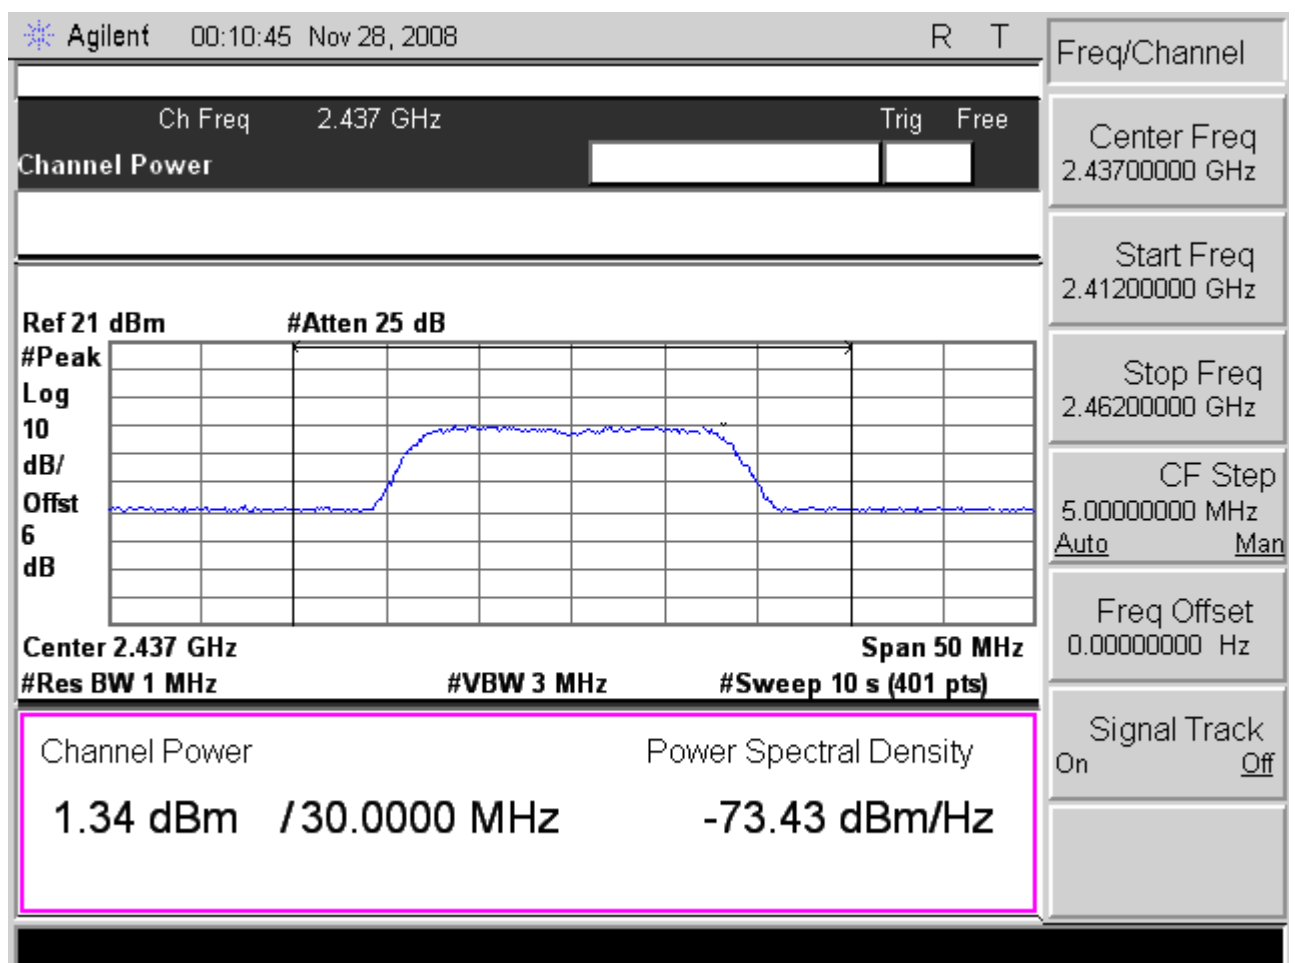 Agilent 00:10:45 Nov 28, 2008 R T
Ch Freq 2.437 GHz Trig Free
Channel Power
Ref 21 dBm #Atten 25 dB
#Peak
Log
10
dB/
Offst
6
dB
Center 2.437 GHz Span 50 MHz
#Res BW 1 MHz #VBW 3 MHz #Sweep 10 s (401 pts)
Channel Power Power Spectral Density
1.34 dBm / 30.0000 MHz -73.43 dBm/Hz
Freq/Channel
Center Freq
2.43700000 GHz
Start Freq
2.41200000 GHz
Stop Freq
2.46200000 GHz
CF Step
5.00000000 MHz
Auto Man
Freq Offset
0.00000000 Hz
Signal Track
On Off